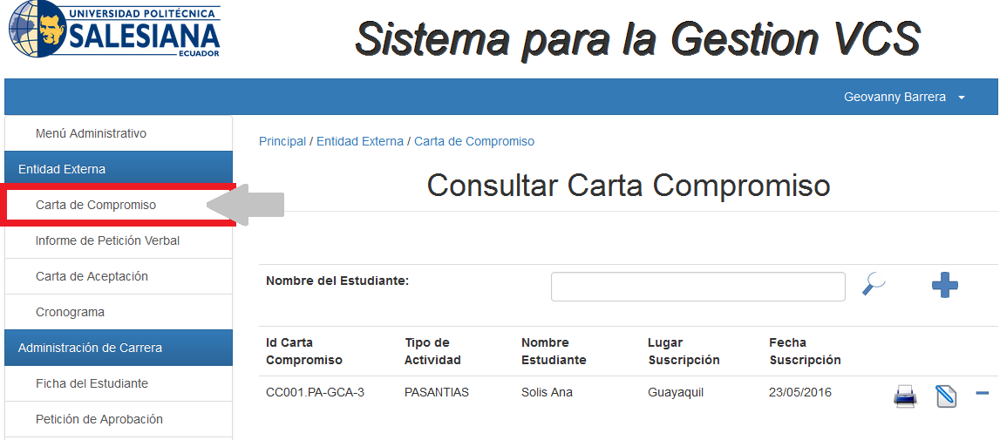 UNIVERSIDAD POLITÉCNICA
SALESIANA
ECUADOR
Sistema para la Gestion VCS
Geovanny Barrera
Menú Administrativo
Entidad Externa
Carta de Compromiso
Informe de Petición Verbal
Carta de Aceptación
Cronograma
Administración de Carrera
Ficha del Estudiante
Petición de Aprobación
Principal / Entidad Externa / Carta de Compromiso
Consultar Carta Compromiso
Nombre del Estudiante:
Id Carta Compromiso Tipo de Actividad Nombre Estudiante Lugar Suscripción Fecha Suscripción
CC001.PA-GCA-3 PASANTIAS Solis Ana Guayaquil 23/05/2016